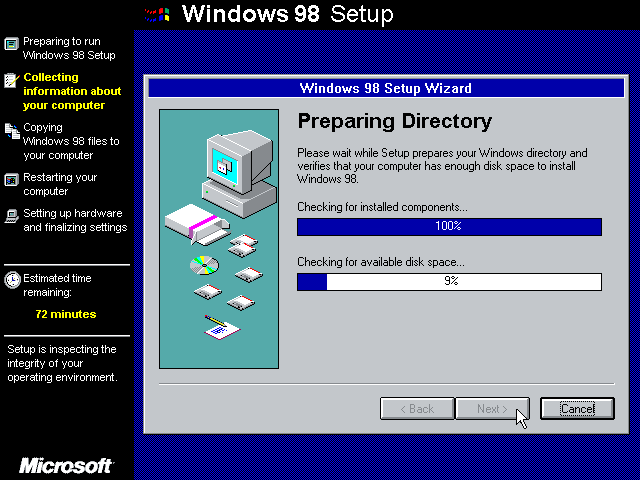 Windows 98 Setup
Preparing to run
Windows 98 Setup
Collecting
information about
your computer
Copying
Windows 98 files to
your computer
Restarting your
computer
Setting up hardware
and finalizing settings
Estimated time
remaining:
72 minutes
Setup is inspecting the
integrity of your
operating environment.
Microsoft
Windows 98 Setup Wizard
Preparing Directory
Please wait while Setup prepares your Windows directory and
verifies that your computer has enough disk space to install
Windows 98.
Checking for installed components...
100%
Checking for available disk space...
9%
< Back
Next >
Cancel